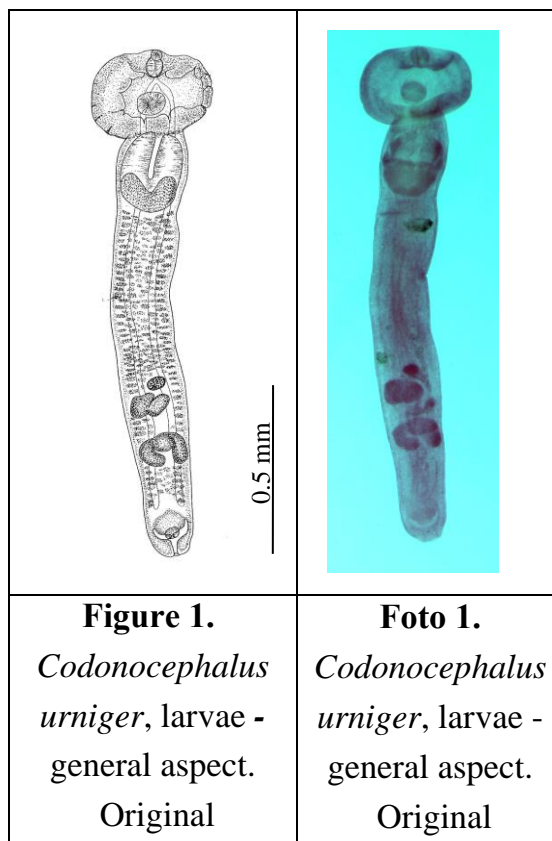 0.5 mm
Figure 1.
Codonocephalus
urniger, larvae -
general aspect.
Original
Foto 1.
Codonocephalus
urniger, larvae -
general aspect.
Original